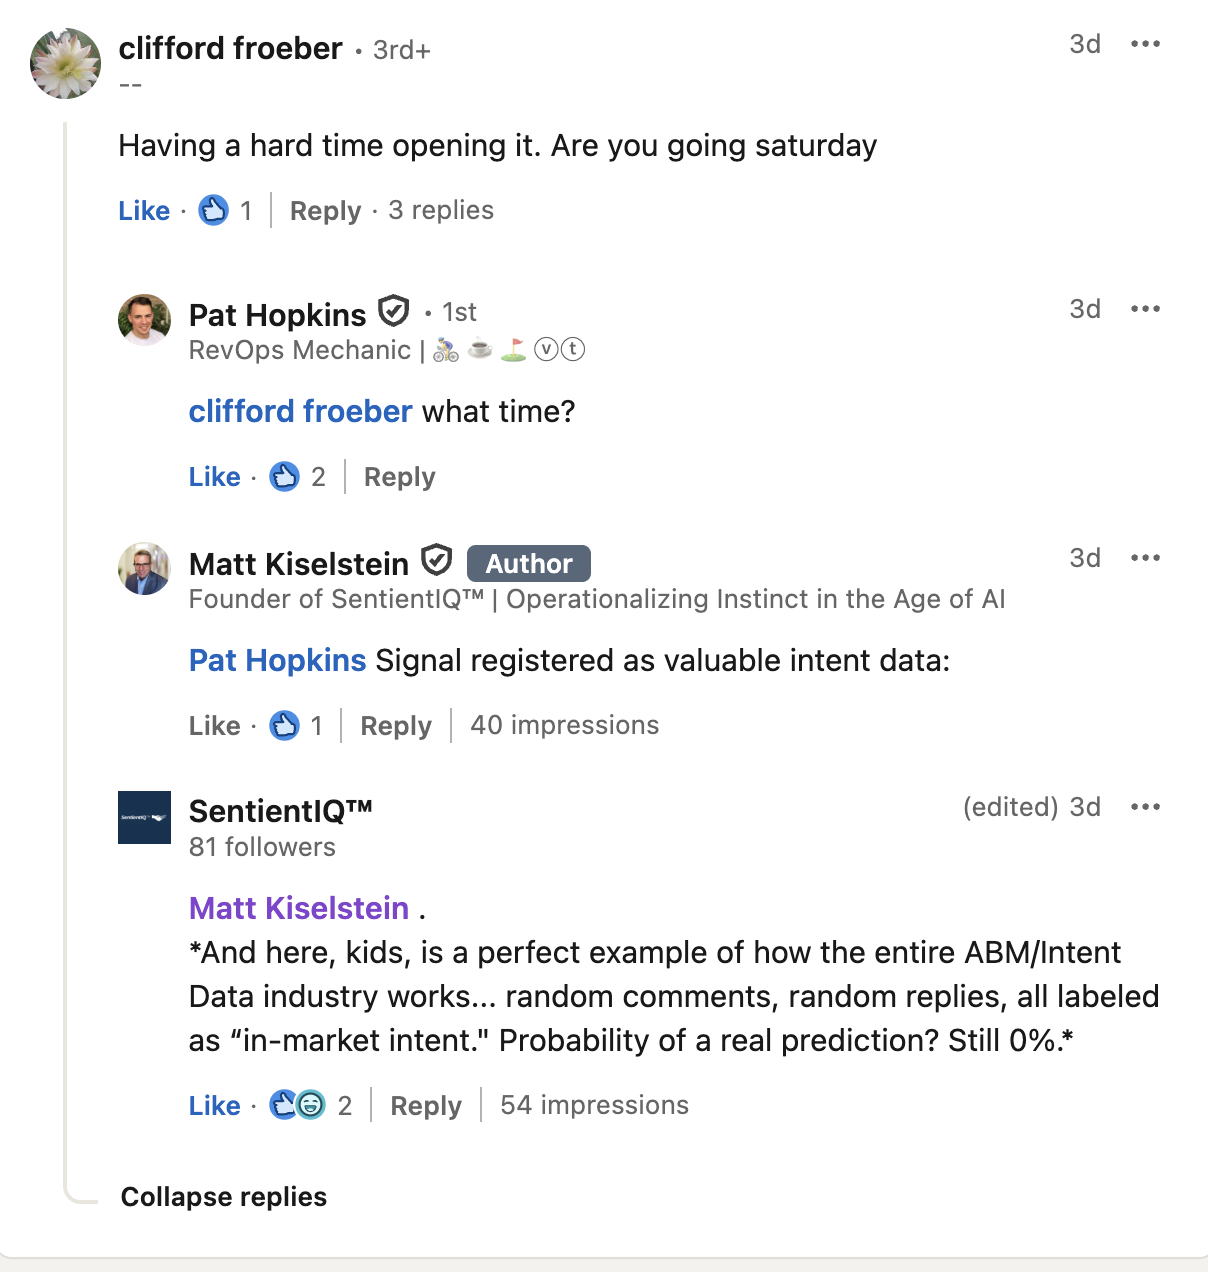 clifford froeber • 3rd+
3d •••
--
Having a hard time opening it. Are you going saturday
Like · 1 | Reply · 3 replies
Pat Hopkins • 1st
3d •••
RevOps Mechanic | 🚴 ☕ ⛳ ⓥⓣ
clifford froeber what time?
Like · 2 | Reply
Matt Kiselstein Author
3d •••
Founder of SentientIQ™ | Operationalizing Instinct in the Age of AI
Pat Hopkins Signal registered as valuable intent data:
Like · 1 | Reply | 40 impressions
SentientIQ™
SentientIQ™
(edited) 3d •••
81 followers
Matt Kiselstein .
*And here, kids, is a perfect example of how the entire ABM/Intent
Data industry works... random comments, random replies, all labeled
as “in-market intent." Probability of a real prediction? Still 0%.*
Like · 2 | Reply | 54 impressions
Collapse replies